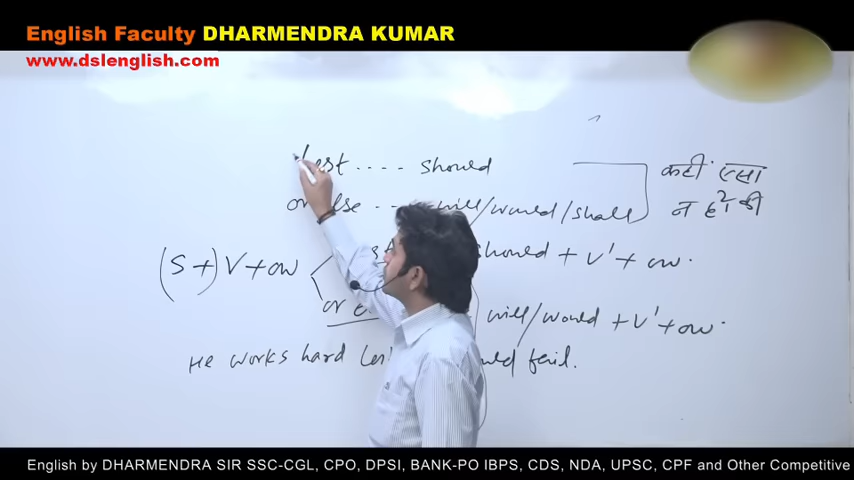 English Faculty DHARMENDRA KUMAR
www.dslenglish.com
Lest .... should
or else -- will/would/shall
कहीं ऐसा
न हो की
(S+) V + ow
should + V' + ow.
or
will/would + V' + ow.
He works hard fail.
English by DHARMENDRA SIR SSC-CGL, CPO, DPSI, BANK-PO IBPS, CDS, NDA, UPSC, CPF and Other Competitive